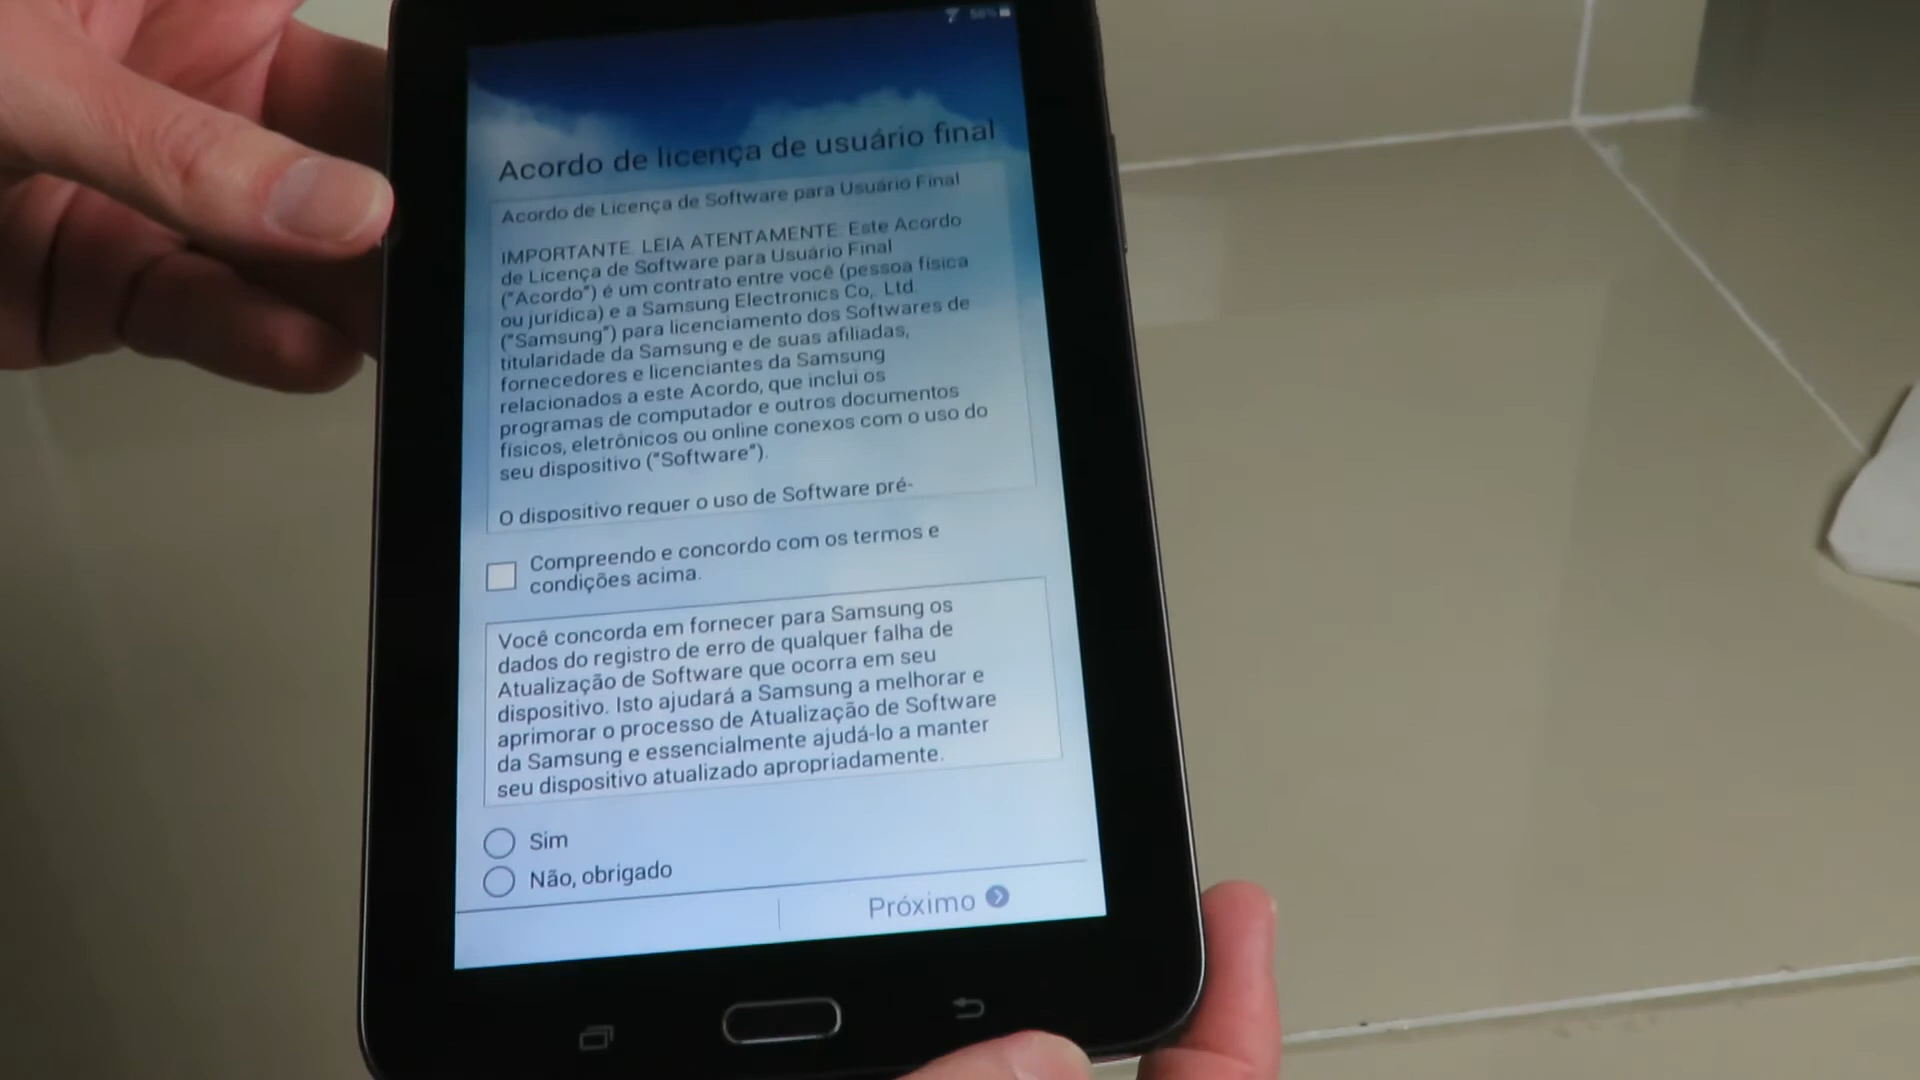 56%
Acordo de licença de usuário final
Acordo de Licença de Software para Usuário Final
IMPORTANTE. LEIA ATENTAMENTE: Este Acordo
de Licença de Software para Usuário Final
("Acordo") é um contrato entre você (pessoa física
ou jurídica) e a Samsung Electronics Co,. Ltd.
("Samsung") para licenciamento dos Softwares de
titularidade da Samsung e de suas afiliadas,
fornecedores e licenciantes da Samsung
relacionados a este Acordo, que inclui os
programas de computador e outros documentos
físicos, eletrônicos ou online conexos com o uso do
seu dispositivo ("Software").
O dispositivo requer o uso de Software pré-
Compreendo e concordo com os termos e
condições acima.
Você concorda em fornecer para Samsung os
dados do registro de erro de qualquer falha de
Atualização de Software que ocorra em seu
dispositivo. Isto ajudará a Samsung a melhorar e
aprimorar o processo de Atualização de Software
da Samsung e essencialmente ajudá-lo a manter
seu dispositivo atualizado apropriadamente.
Sim
Não, obrigado
Próximo